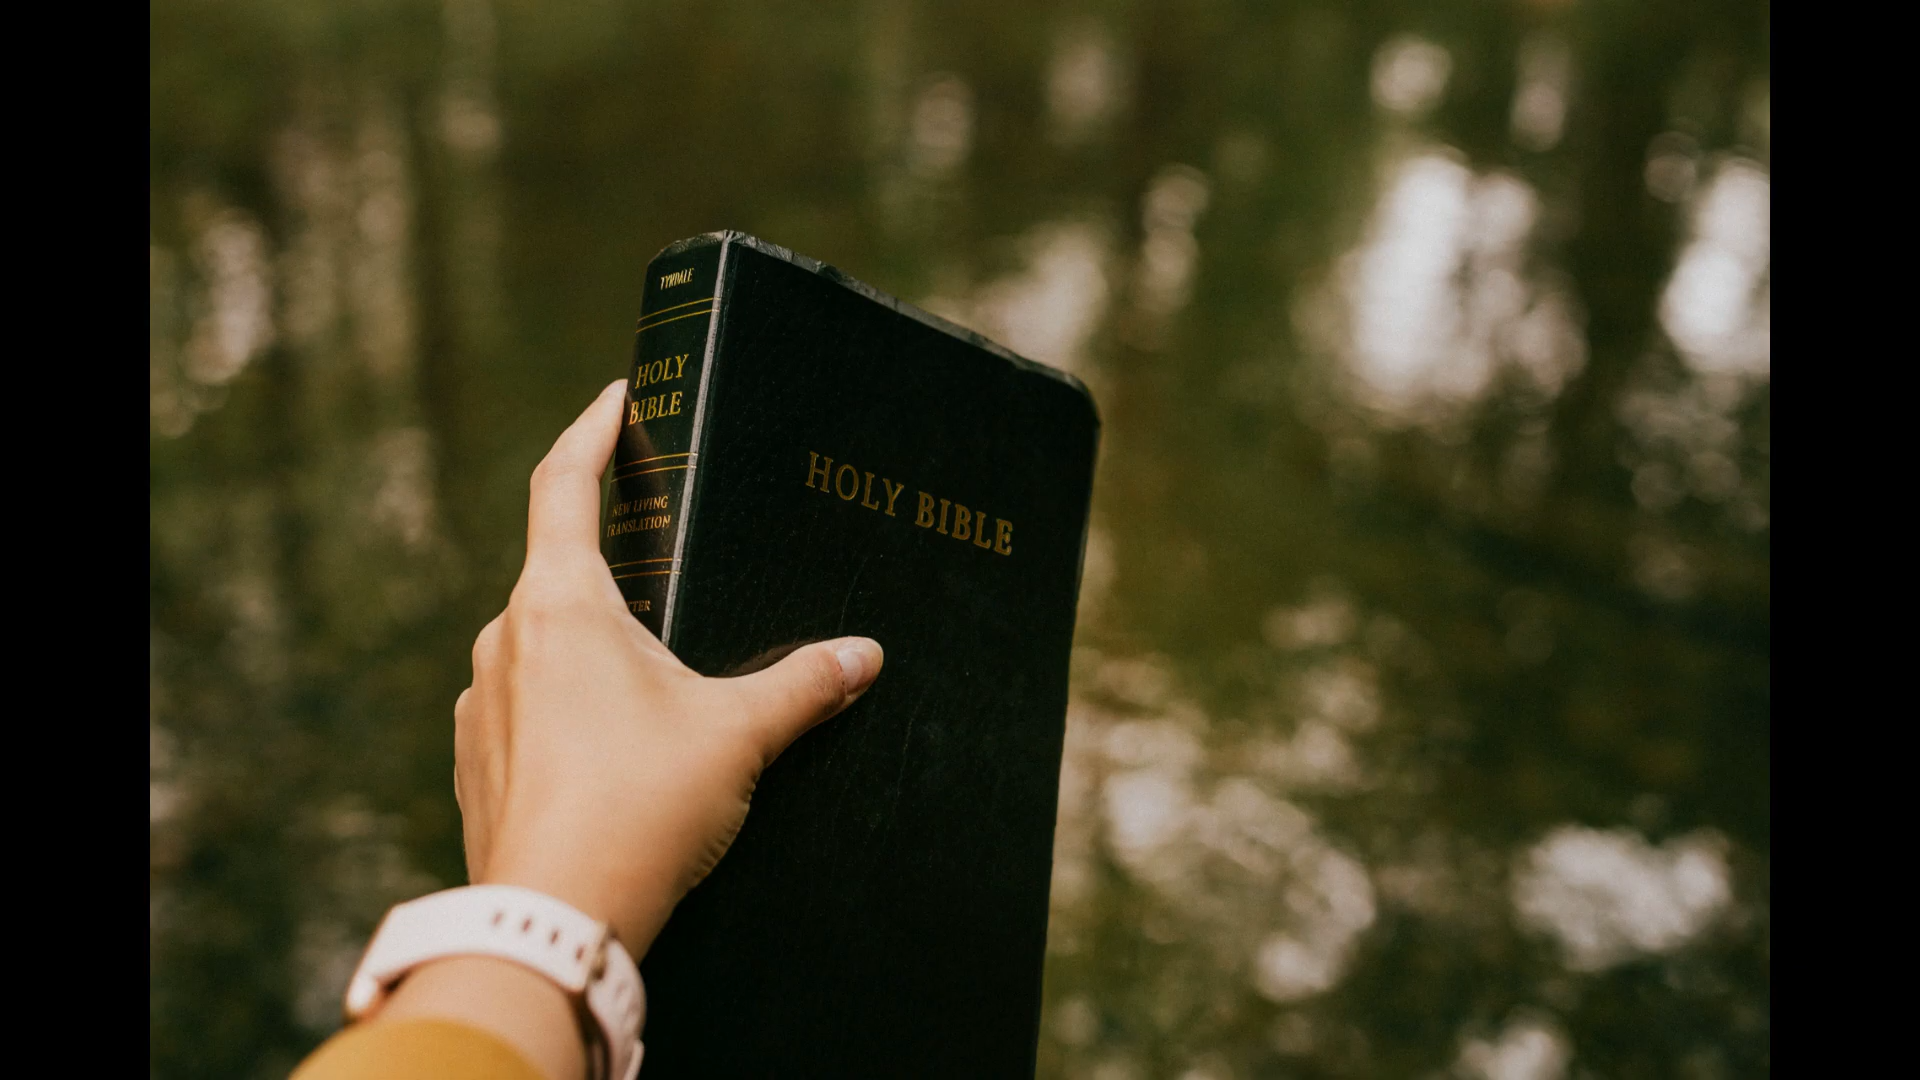 TYNDALE
HOLY
BIBLE
NEW LIVING
TRANSLATION
HOLY BIBLE